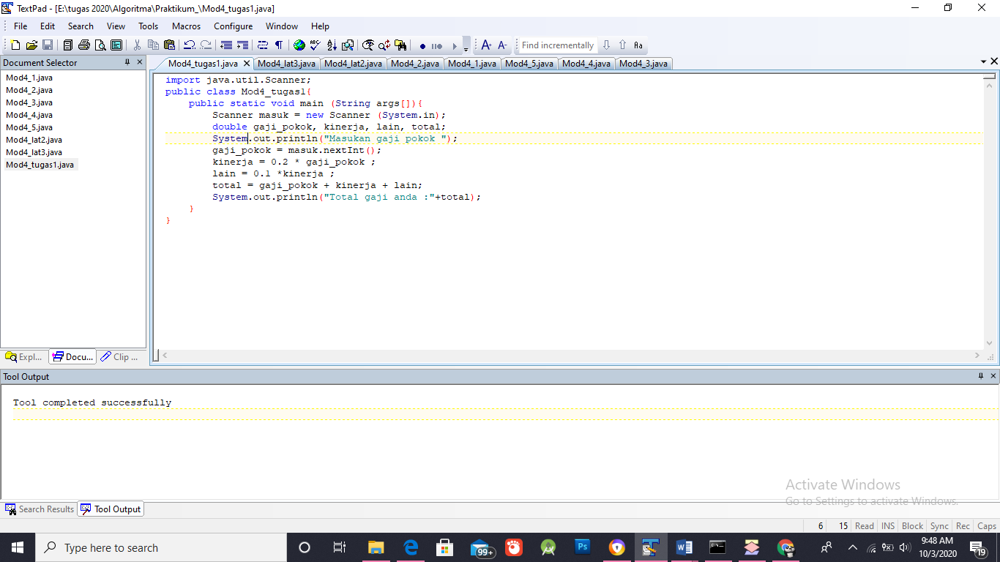 TextPad - [E:\tugas 2020\Algoritma\Praktikum_\Mod4_tugas1.java]
File Edit Search View Tools Macros Configure Window Help
Find incrementally
Document Selector
Mod4_1.java
Mod4_2.java
Mod4_3.java
Mod4_4.java
Mod4_5.java
Mod4_lat2.java
Mod4_lat3.java
Mod4_tugas1.java
Expl... Docu... Clip ...
Mod4_tugas1.java Mod4_lat3.java Mod4_lat2.java Mod4_2.java Mod4_1.java Mod4_5.java Mod4_4.java Mod4_3.java
import java.util.Scanner;
public class Mod4_tugas1{
public static void main (String args[]){
Scanner masuk = new Scanner (System.in);
double gaji_pokok, kinerja, lain, total;
System.out.println("Masukan gaji pokok ");
gaji_pokok = masuk.nextInt();
kinerja = 0.2 * gaji_pokok ;
lain = 0.1 *kinerja ;
total = gaji_pokok + kinerja + lain;
System.out.println("Total gaji anda :"+total);
}
}
Tool Output
Tool completed successfully
Activate Windows
Go to Settings to activate Windows.
Search Results Tool Output
6 15 Read INS Block Sync Rec Caps
Type here to search
99+
Ps
9:48 AM
10/3/2020
19